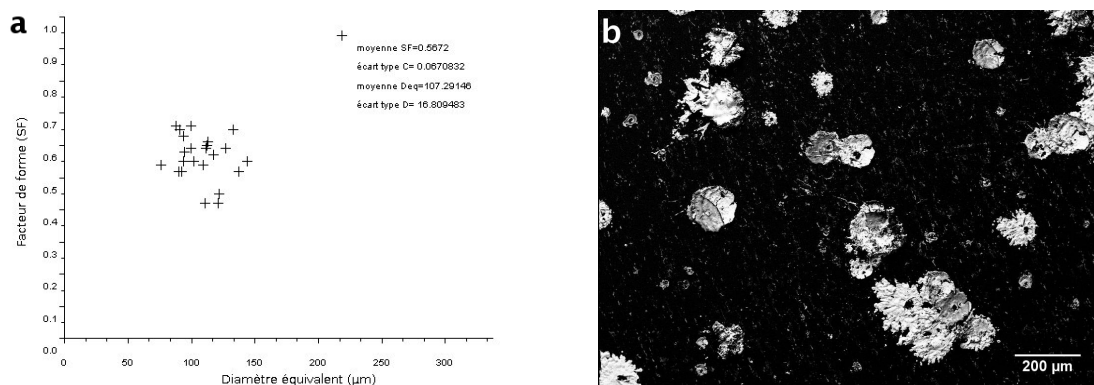 a
moyenne SF=0.5672
écart type C= 0.0670832
moyenne Deq=107.29146
écart type D= 16.809483
Facteur de forme (SF)
1.0
0.9
0.8
0.7
0.6
0.5
0.4
0.3
0.2
0.1
0.0
0 50 100 150 200 250 300
Diamètre équivalent (µm)
b
200 µm